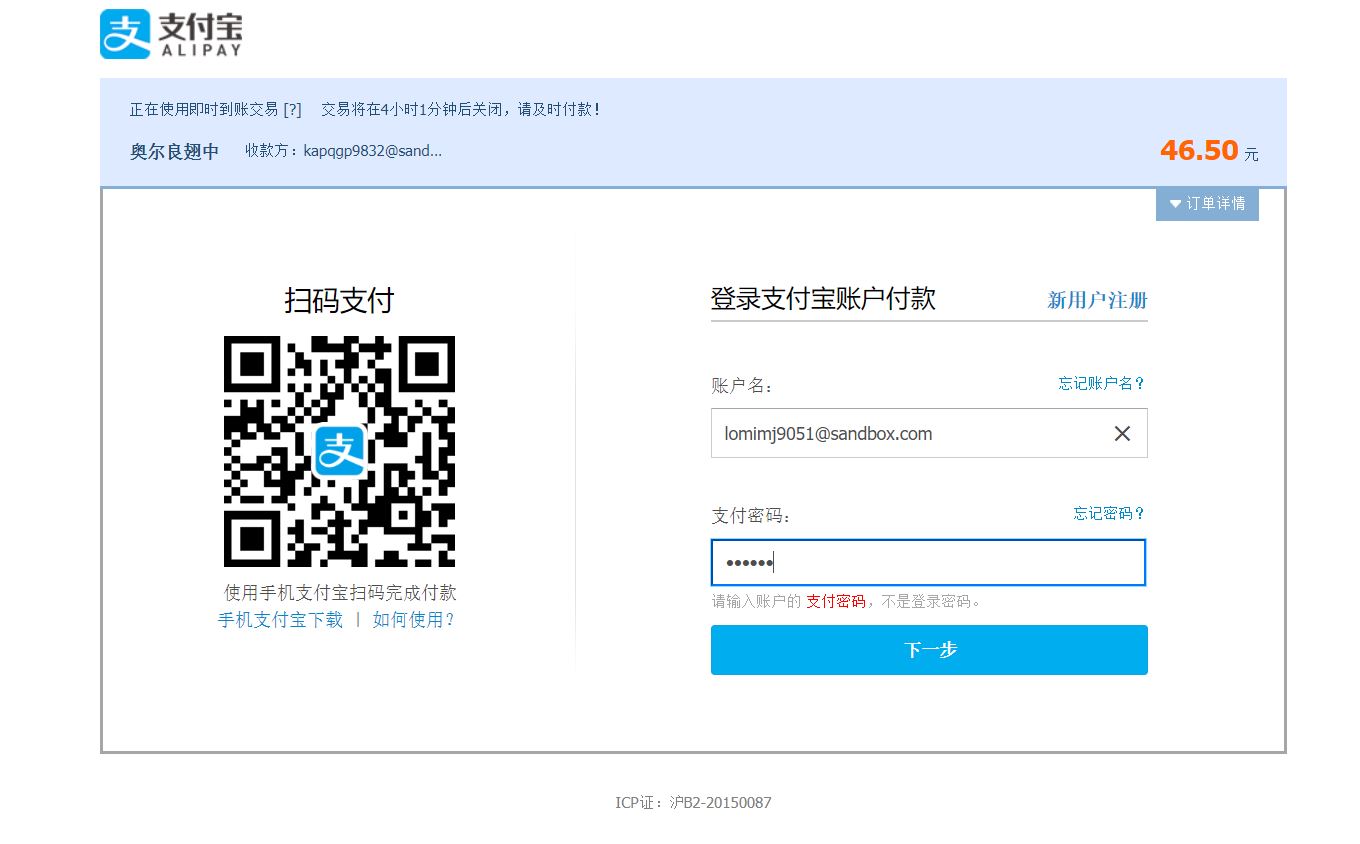 支付宝
ALIPAY
正在使用即时到账交易 [?] 交易将在4小时1分钟后关闭，请及时付款！
奥尔良翅中 收款方：kapqgp9832@sand...
46.50 元
订单详情
扫码支付
使用手机支付宝扫码完成付款
手机支付宝下载 | 如何使用？
登录支付宝账户付款 新用户注册
账户名： 忘记账户名？
lomimj9051@sandbox.com
支付密码： 忘记密码？
••••••
请输入账户的 支付密码，不是登录密码。
下一步
ICP证：沪B2-20150087